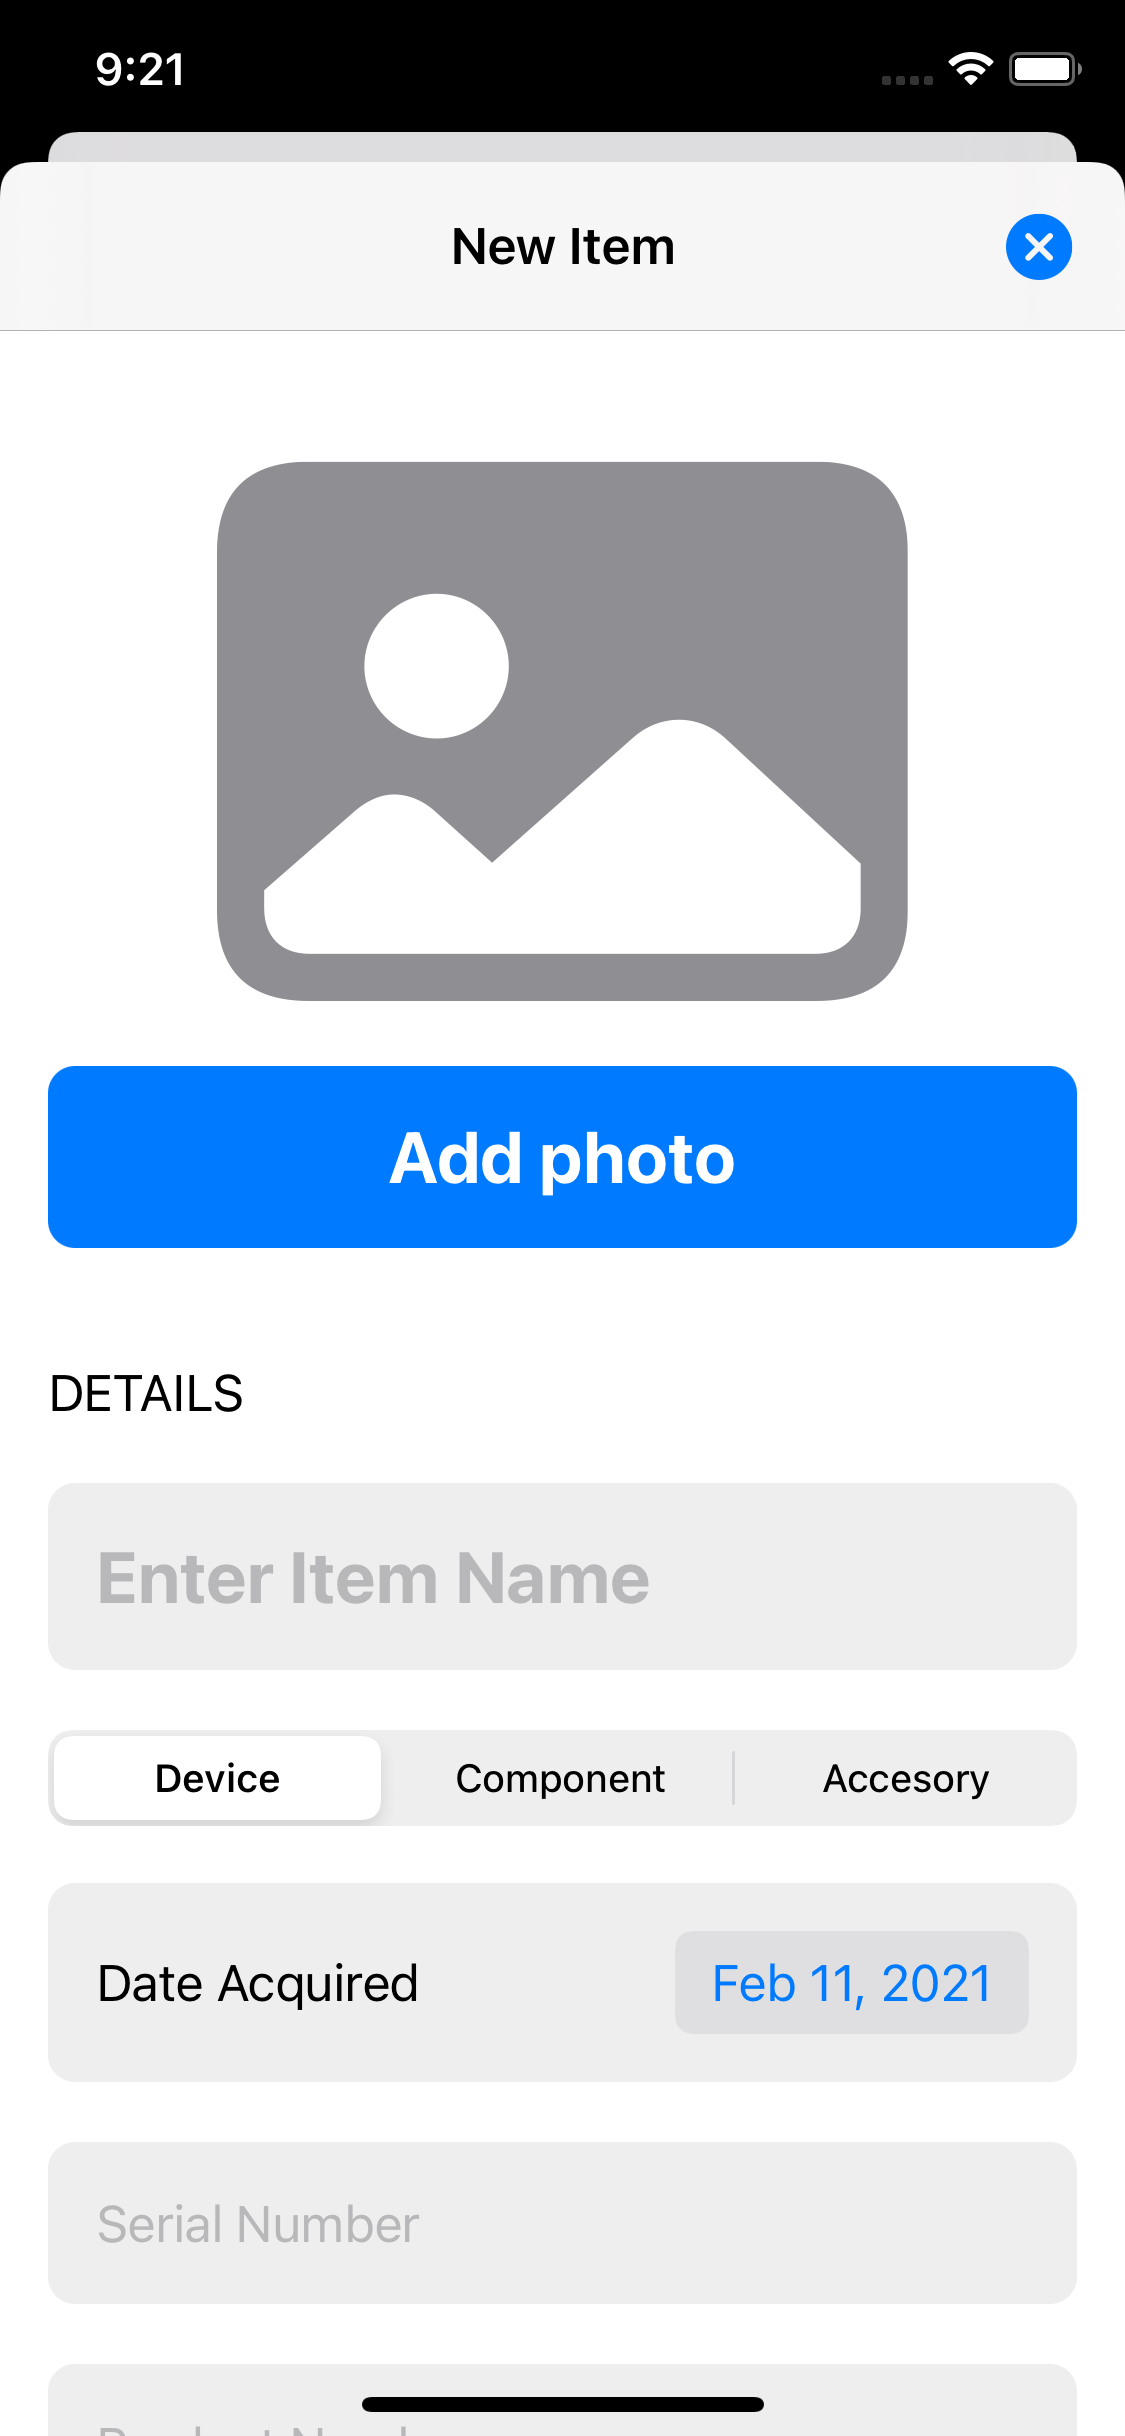 9:21
New Item
Add photo
DETAILS
Enter Item Name
Device Component Accesory
Date Acquired Feb 11, 2021
Serial Number